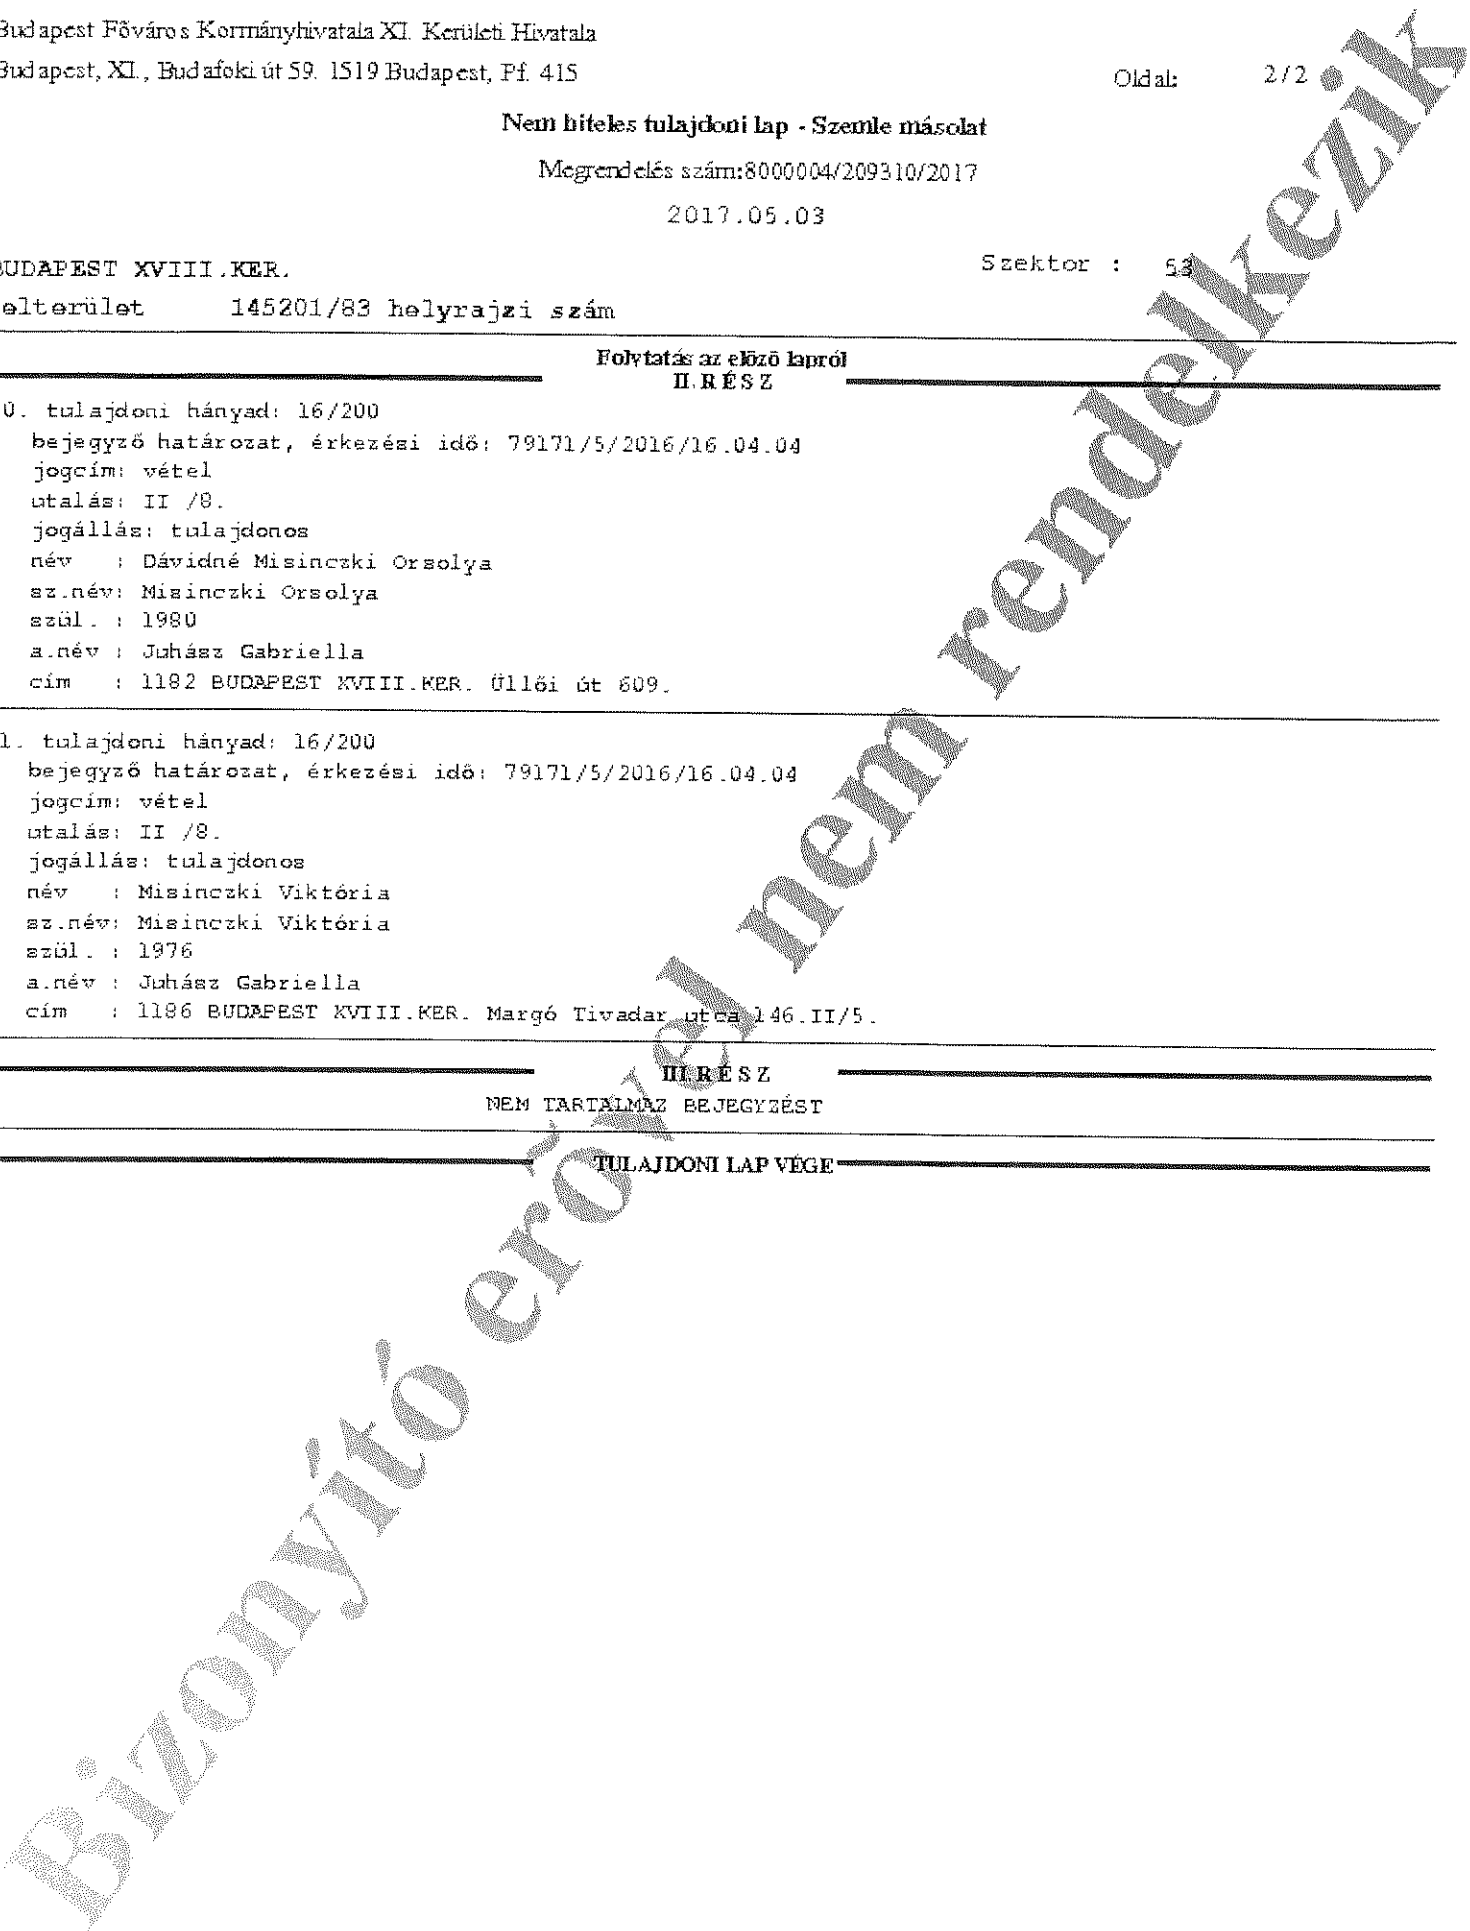 Budapest Főváros Kormányhivatala XI. Kerületi Hivatala
Budapest, XI., Budafoki út 59. 1519 Budapest, Pf. 415
Oldal: 2/2
Nem hiteles tulajdoni lap - Szemle másolat
Megrendelés szám:8000004/209310/2017
2017.05.03
BUDAPEST XVIII.KER.
Szektor : 53
elterület 145201/83 helyrajzi szám
Folytatás az előző lapról
II. RÉSZ
0. tulajdoni hányad: 16/200
bejegyző határozat, érkezési idő: 79171/5/2016/16.04.04
jogcím: vétel
utalás: II /8.
jogállás: tulajdonos
név : Dávidné Misinczki Orsolya
sz.név: Misinczki Orsolya
szül. : 1980
a.név : Juhász Gabriella
cím : 1182 BUDAPEST XVIII.KER. Üllői út 609.
1. tulajdoni hányad: 16/200
bejegyző határozat, érkezési idő: 79171/5/2016/16.04.04
jogcím: vétel
utalás: II /8.
jogállás: tulajdonos
név : Misinczki Viktória
sz.név: Misinczki Viktória
szül. : 1976
a.név : Juhász Gabriella
cím : 1186 BUDAPEST XVIII.KER. Margó Tivadar utca 146.II/5.
III. RÉSZ
NEM TARTALMAZ BEJEGYZÉST
TULAJDONI LAP VÉGE
Bizonyító erővel nem rendelkezik